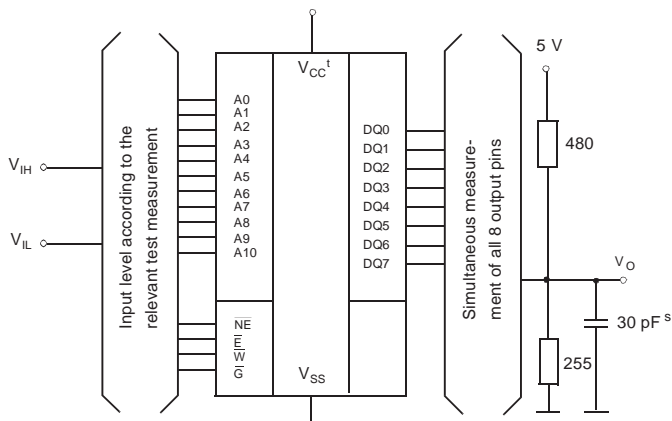 5 V
V_CC^t
A0
A1
A2
A3
A4
A5
A6
A7
A8
A9
A10
NE
E
W
G
V_IH
V_IL
Input level according to the
relevant test measurement
DQ0
DQ1
DQ2
DQ3
DQ4
DQ5
DQ6
DQ7
V_SS
Simultaneous measure-
ment of all 8 output pins
480
V_O
30 pF^s
255